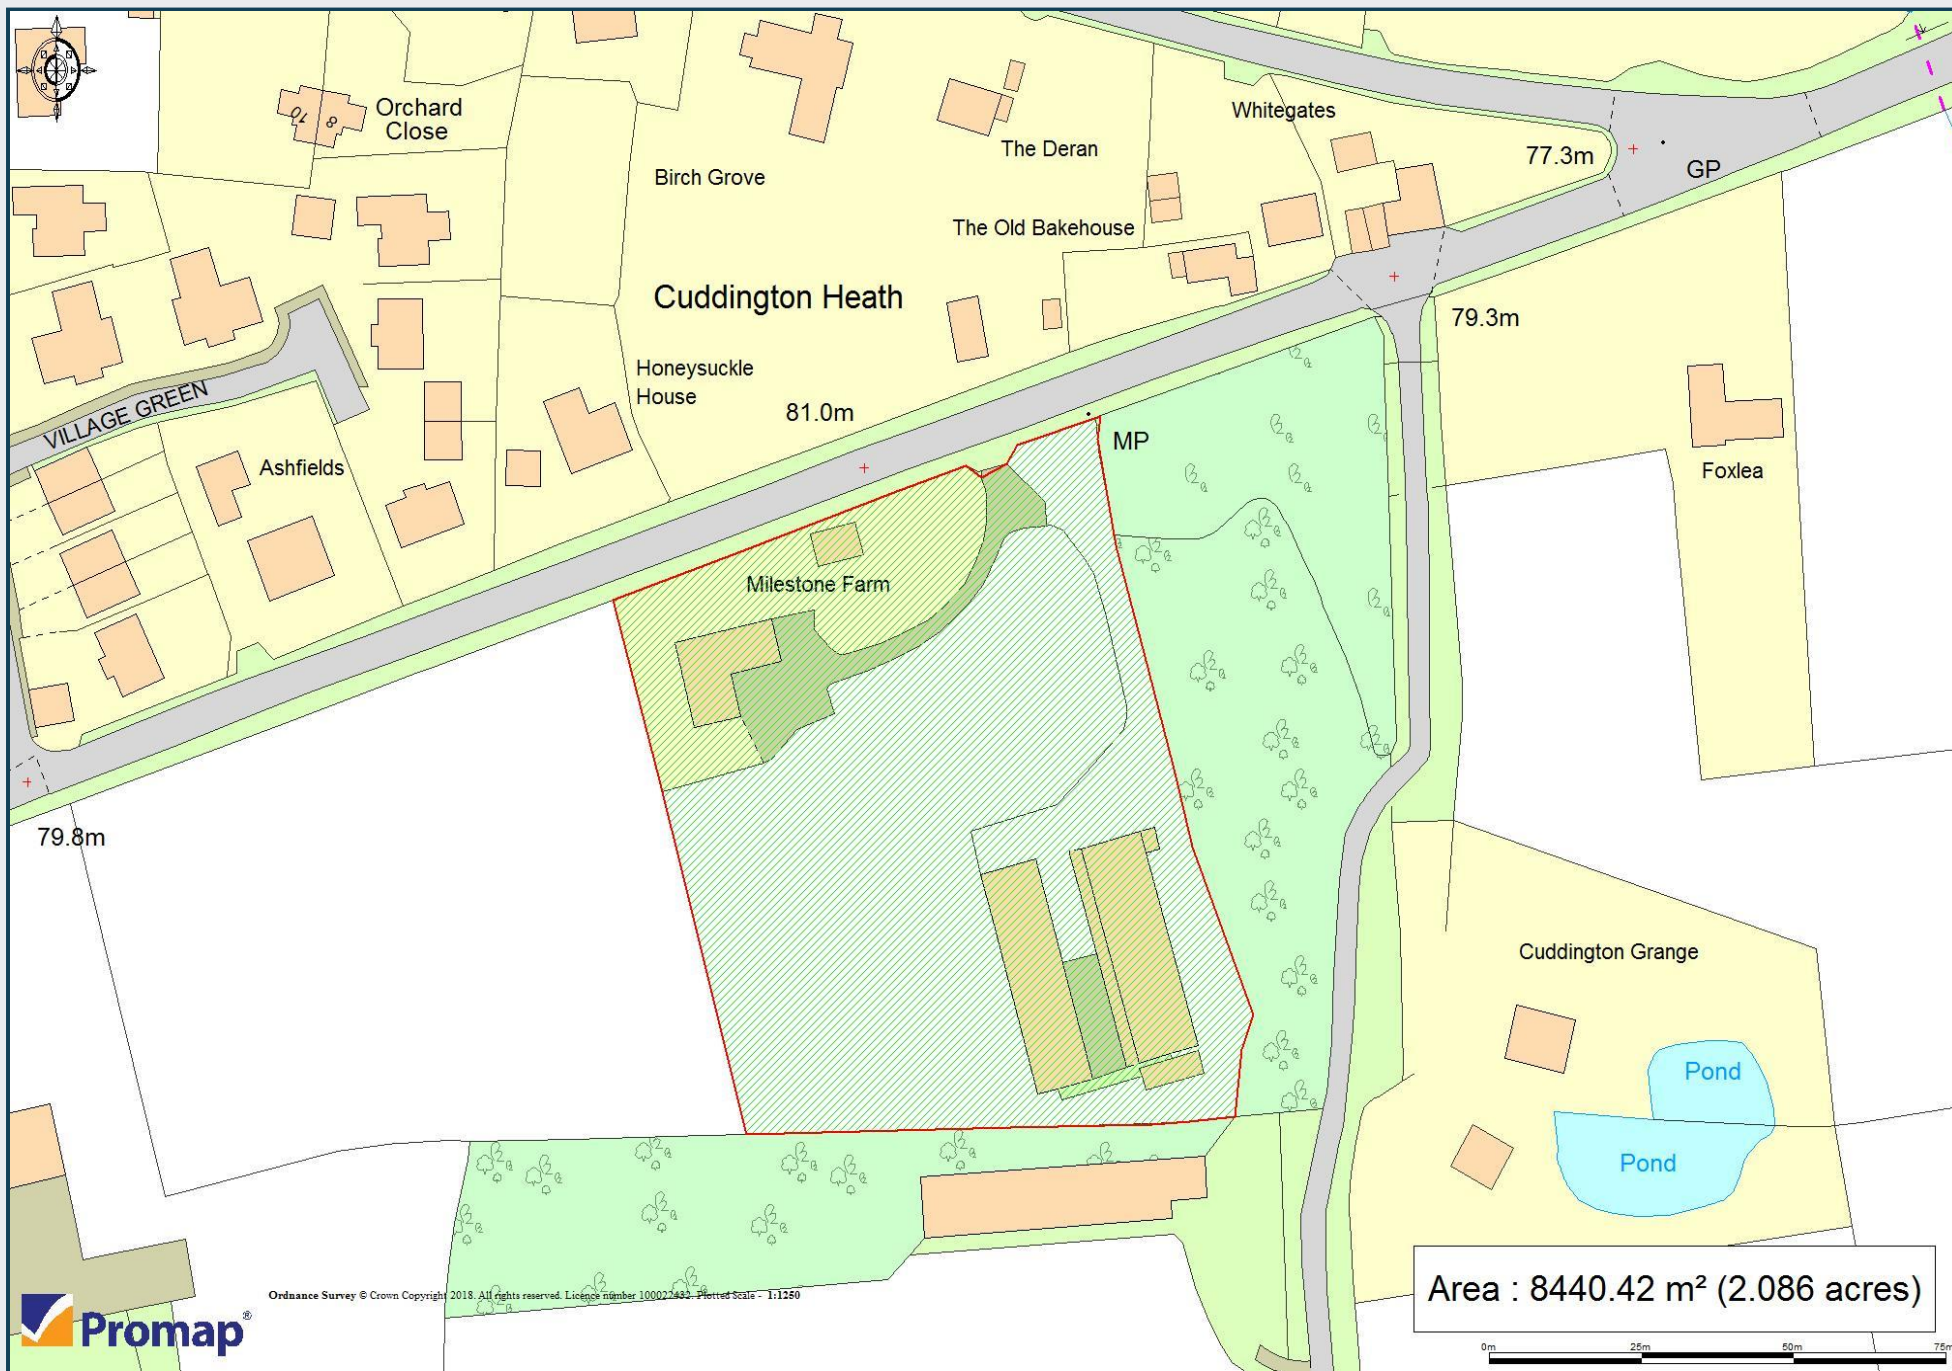 Orchard
Close
10
8
Whitegates
The Deran
77.3m
GP
Birch Grove
The Old Bakehouse
Cuddington Heath
79.3m
Honeysuckle
House
VILLAGE GREEN
81.0m
MP
Ashfields
Foxlea
Milestone Farm
79.8m
Cuddington Grange
Pond
Pond
Area : 8440.42 m² (2.086 acres)
Ordnance Survey © Crown Copyright 2018. All rights reserved. Licence number 100022432. Plotted Scale - 1:1250
Promap®
0m 25m 50m 75m